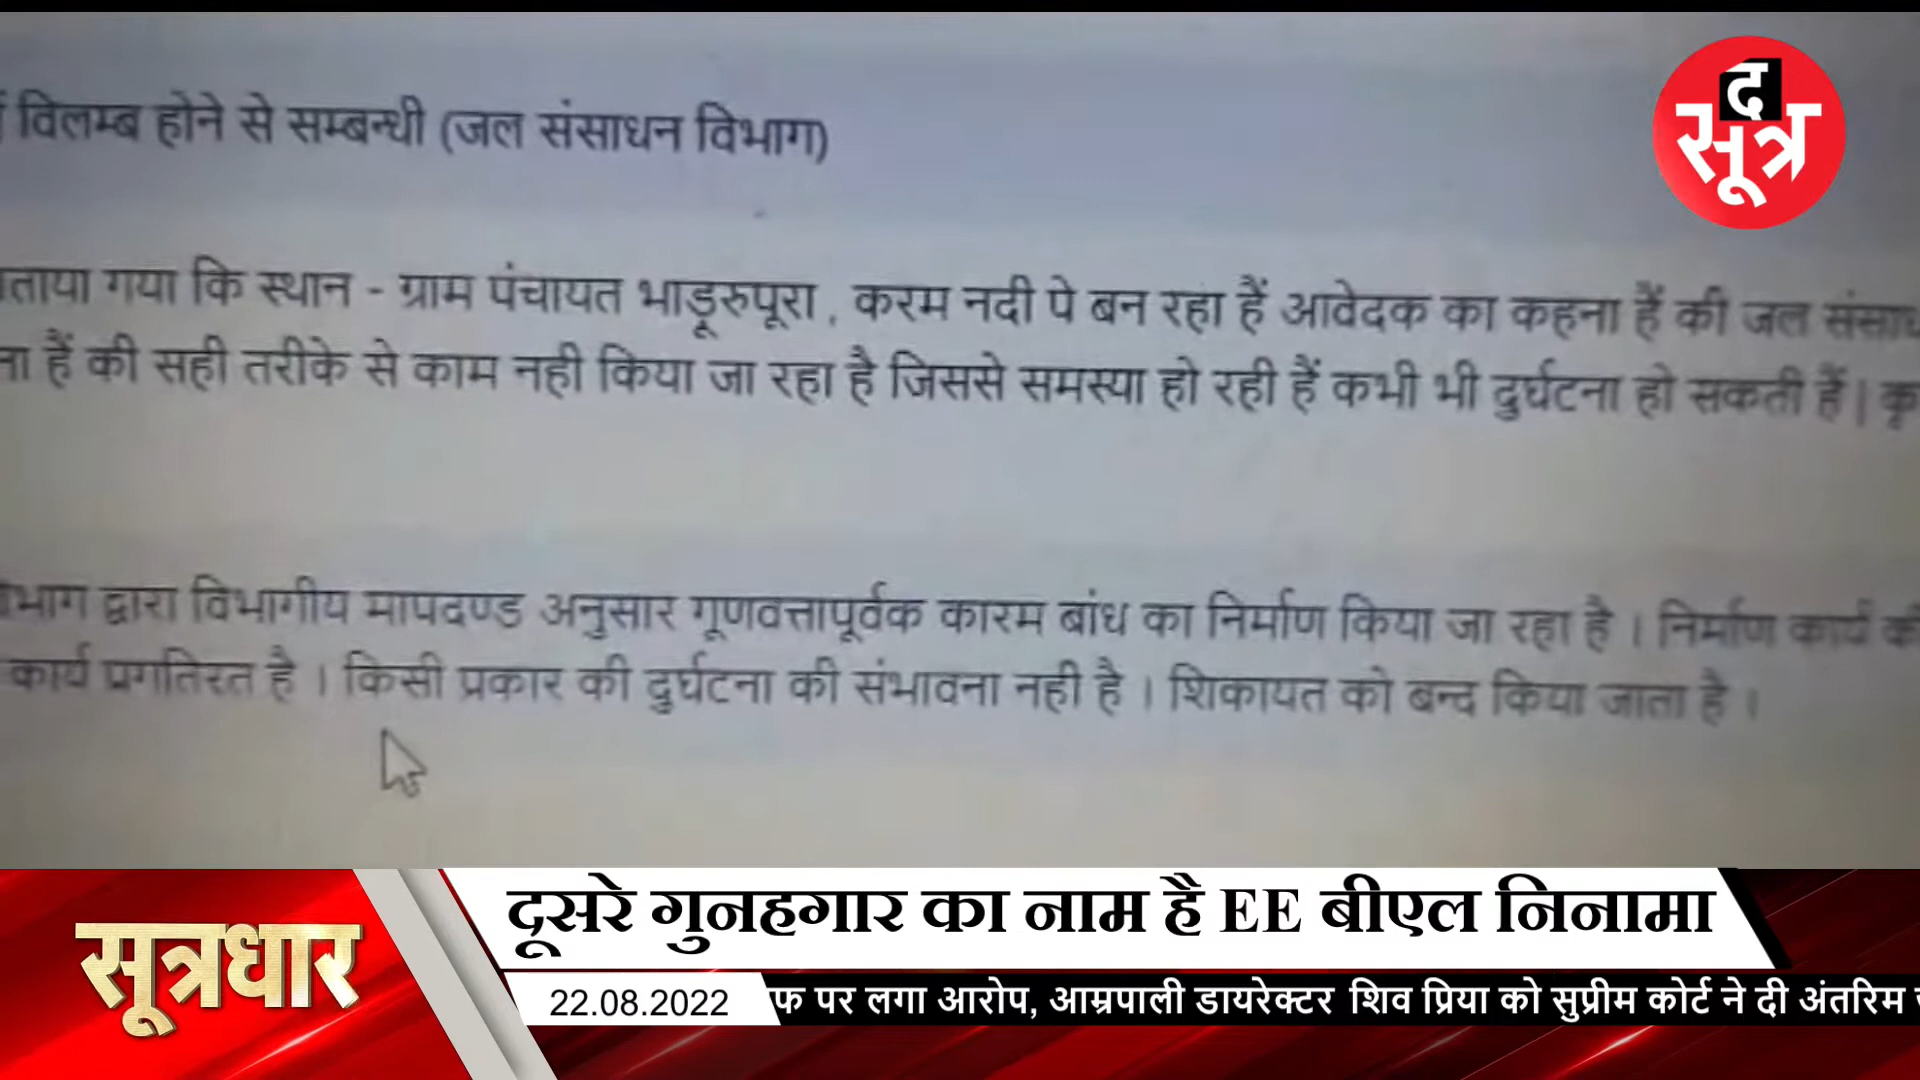 द
सूत्र
विलम्ब होने से सम्बन्धी (जल संसाधन विभाग)
गया कि स्थान - ग्राम पंचायत भाडूरुपूरा , करम नदी पे बन रहा हैं आवेदक का कहना हैं की जल
हैं की सही तरीके से काम नही किया जा रहा है जिससे समस्या हो रही हैं कभी भी दुर्घटना हो सकती हैं |
द्वारा विभागीय मापदण्ड अनुसार गूणवत्तापूर्वक कारम बांध का निर्माण किया जा रहा है । निर्माण कार्य
कार्य प्रगतिरत है । किसी प्रकार की दुर्घटना की संभावना नही है । शिकायत को बन्द किया जाता है ।
सूत्रधार
दूसरे गुनहगार का नाम है EE बीएल निनामा
22.08.2022
फ पर लगा आरोप, आम्रपाली डायरेक्टर शिव प्रिया को सुप्रीम कोर्ट ने दी अंतरिम